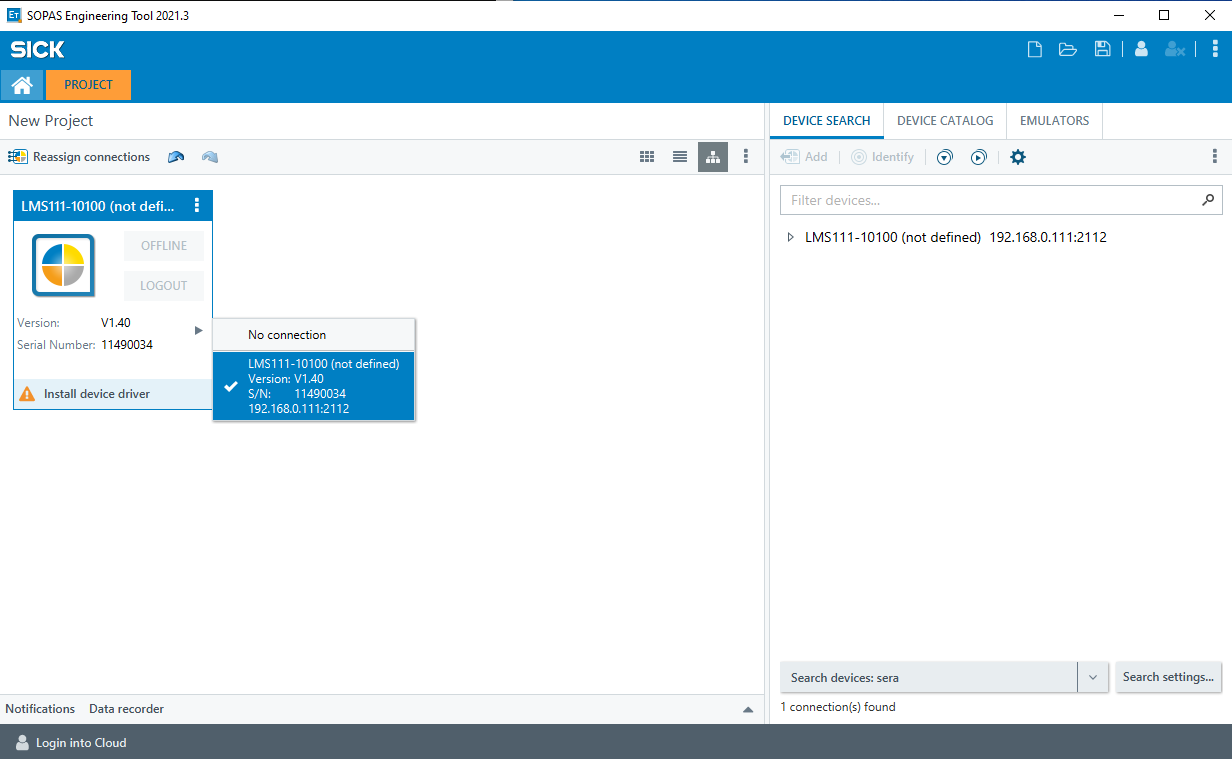 SOPAS Engineering Tool 2021.3
SICK
PROJECT
New Project
Reassign connections
LMS111-10100 (not defi...
OFFLINE
LOGOUT
Version: V1.40
Serial Number: 11490034
Install device driver
No connection
LMS111-10100 (not defined)
Version: V1.40
S/N: 11490034
192.168.0.111:2112
DEVICE SEARCH DEVICE CATALOG EMULATORS
Add Identify
Filter devices...
LMS111-10100 (not defined) 192.168.0.111:2112
Search devices: sera Search settings...
1 connection(s) found
Notifications Data recorder
Login into Cloud